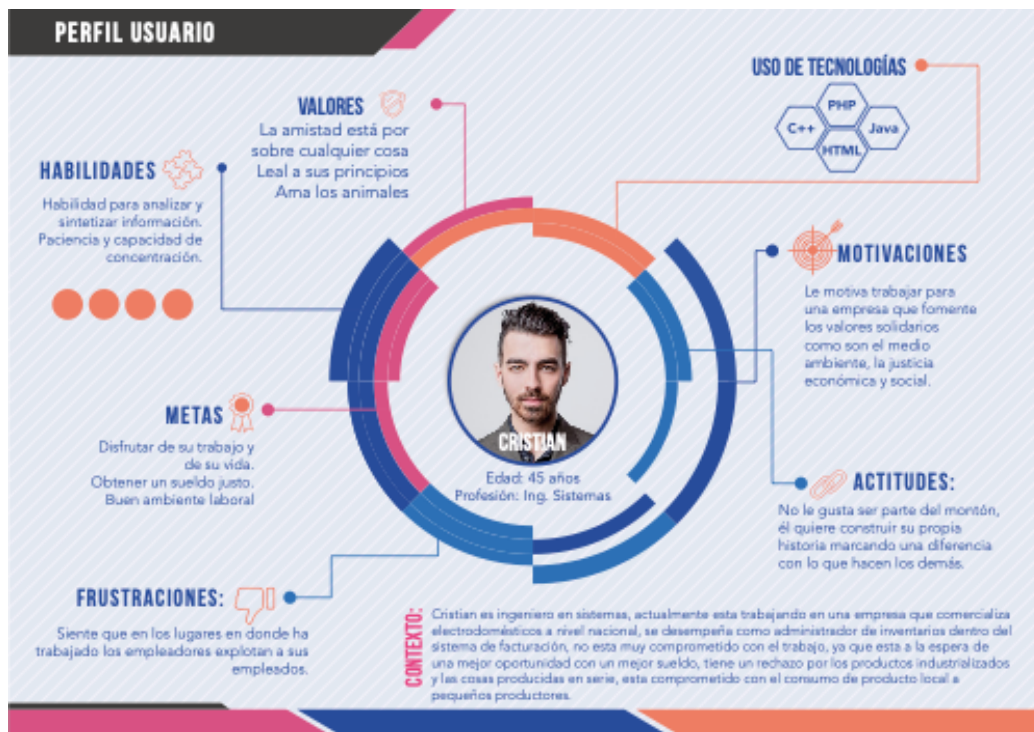 PERFIL USUARIO
VALORES
La amistad está por
sobre cualquier cosa
Leal a sus principios
Ama los animales
USO DE TECNOLOGÍAS
PHP
C++
Java
HTML
HABILIDADES
Habilidad para analizar y
sintetizar información.
Paciencia y capacidad de
concentración.
MOTIVACIONES
Le motiva trabajar para
una empresa que fomente
los valores solidarios
como son el medio
ambiente, la justicia
económica y social.
METAS
Disfrutar de su trabajo y
de su vida.
Obtener un sueldo justo.
Buen ambiente laboral
CRISTIAN
Edad: 45 años
Profesión: Ing. Sistemas
ACTITUDES:
No le gusta ser parte del montón,
él quiere construir su propia
historia marcando una diferencia
con lo que hacen los demás.
FRUSTRACIONES:
Siente que en los lugares en donde ha
trabajado los empleadores explotan a sus
empleados.
CONTEXTO:
Cristian es ingeniero en sistemas, actualmente esta trabajando en una empresa que comercializa
electrodomésticos a nivel nacional, se desempeña como administrador de inventarios dentro del
sistema de facturación, no esta muy comprometido con el trabajo, ya que esta a la espera de
una mejor oportunidad con un mejor sueldo, tiene un rechazo por los productos industrializados
y las cosas producidas en serie, esta comprometido con el consumo de producto local a
pequeños productores.